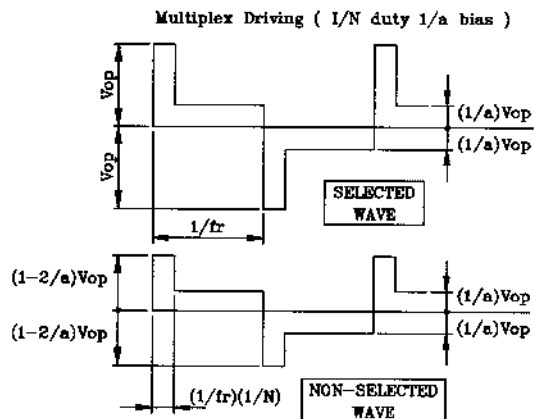 Multiplex Driving ( I/N duty 1/a bias )
Vop
(1/a)Vop
Vop
(1/a)Vop
SELECTED
WAVE
1/fr
(1-2/a)Vop
(1/a)Vop
(1-2/a)Vop
(1/a)Vop
(1/fr)(1/N)
NON-SELECTED
WAVE